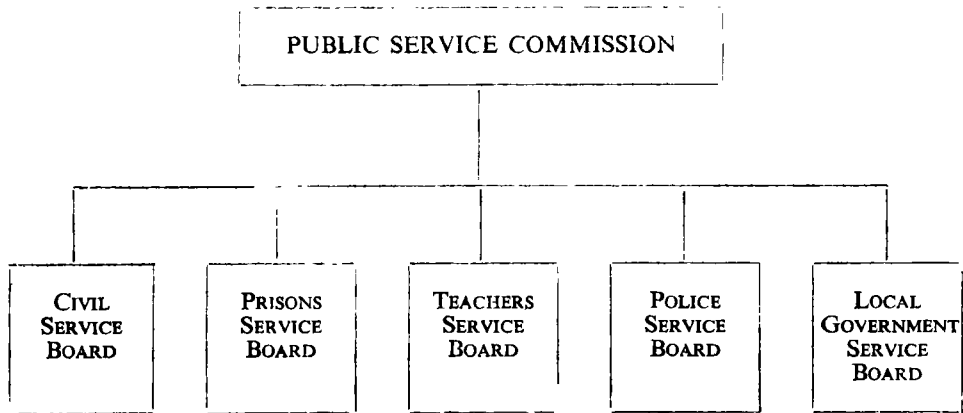 PUBLIC SERVICE COMMISSION
CIVIL
SERVICE
BOARD
PRISONS
SERVICE
BOARD
TEACHERS
SERVICE
BOARD
POLICE
SERVICE
BOARD
LOCAL
GOVERNMENT
SERVICE
BOARD